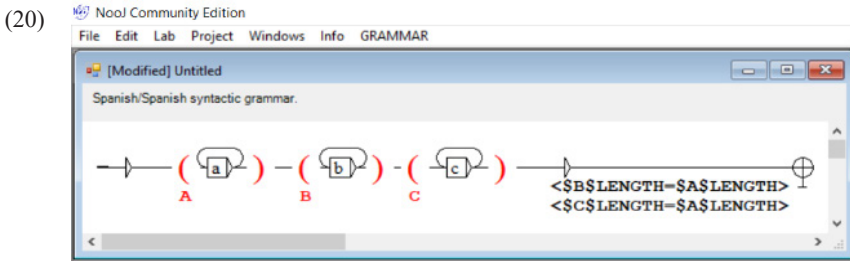 (20)
NooJ Community Edition
File Edit Lab Project Windows Info GRAMMAR
[Modified] Untitled
Spanish/Spanish syntactic grammar.
( a ) ( b ) ( c )
A B C
<$B$LENGTH=$A$LENGTH>
<$C$LENGTH=$A$LENGTH>